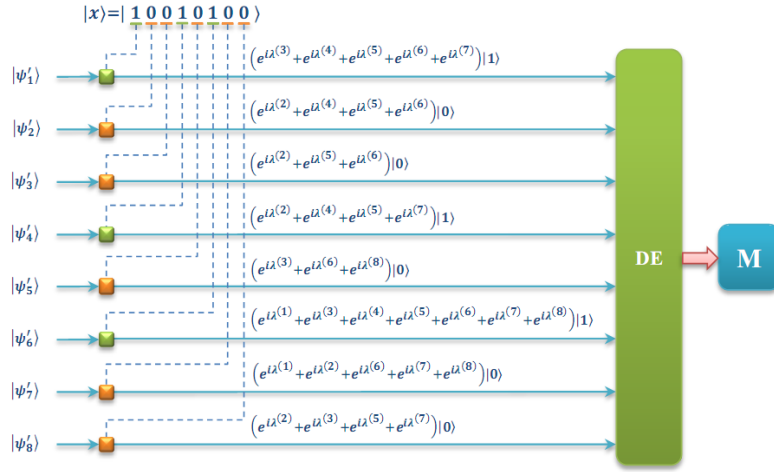 |x⟩=| 1 0 0 1 0 1 0 0 ⟩
|ψ′₁⟩ (e^{iλ^{(3)}}+e^{iλ^{(4)}}+e^{iλ^{(5)}}+e^{iλ^{(6)}}+e^{iλ^{(7)}})|1⟩
|ψ′₂⟩ (e^{iλ^{(2)}}+e^{iλ^{(4)}}+e^{iλ^{(5)}}+e^{iλ^{(6)}})|0⟩
|ψ′₃⟩ (e^{iλ^{(2)}}+e^{iλ^{(5)}}+e^{iλ^{(6)}})|0⟩
|ψ′₄⟩ (e^{iλ^{(2)}}+e^{iλ^{(4)}}+e^{iλ^{(5)}}+e^{iλ^{(7)}})|1⟩
DE M
|ψ′₅⟩ (e^{iλ^{(3)}}+e^{iλ^{(6)}}+e^{iλ^{(8)}})|0⟩
|ψ′₆⟩ (e^{iλ^{(1)}}+e^{iλ^{(3)}}+e^{iλ^{(4)}}+e^{iλ^{(5)}}+e^{iλ^{(6)}}+e^{iλ^{(7)}}+e^{iλ^{(8)}})|1⟩
|ψ′₇⟩ (e^{iλ^{(1)}}+e^{iλ^{(2)}}+e^{iλ^{(6)}}+e^{iλ^{(7)}}+e^{iλ^{(8)}})|0⟩
|ψ′₈⟩ (e^{iλ^{(2)}}+e^{iλ^{(3)}}+e^{iλ^{(5)}}+e^{iλ^{(7)}})|0⟩